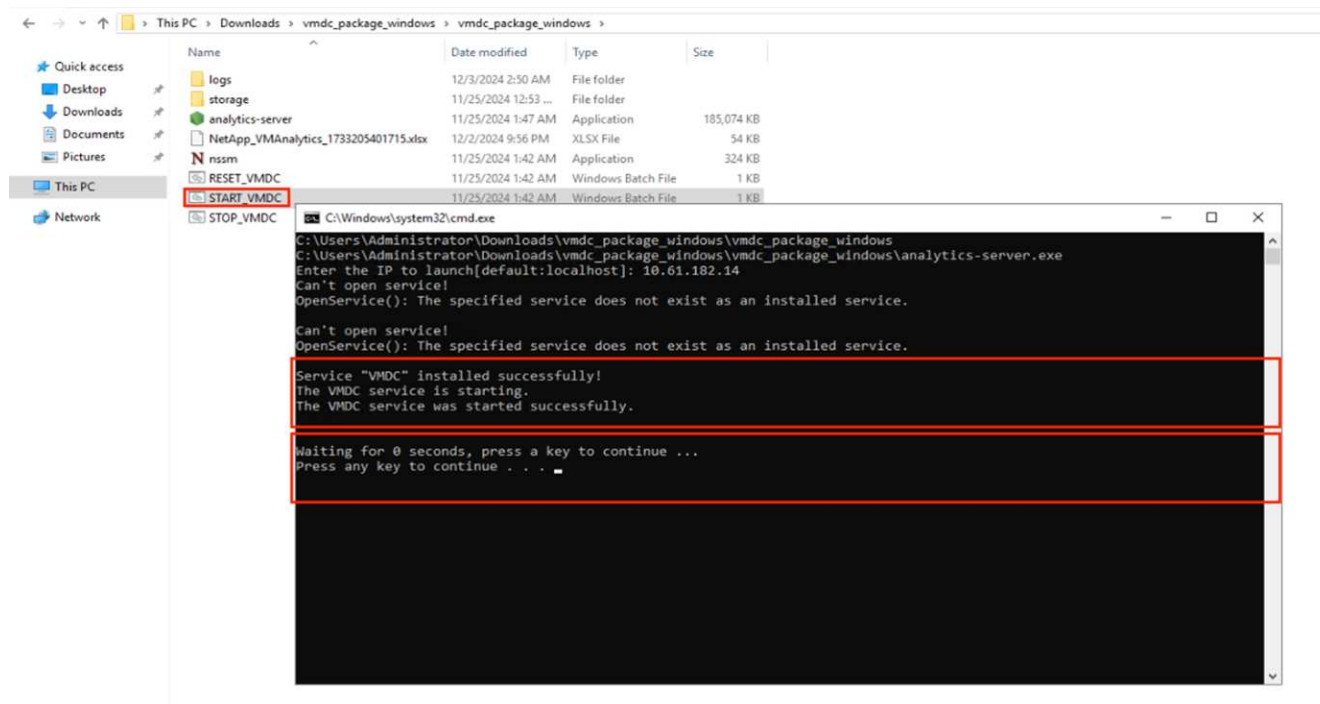 This PC > Downloads > vmdc_package_windows > vmdc_package_windows >
Name Date modified Type Size
Quick access
Desktop
Downloads
Documents
Pictures
This PC
Network
logs 12/3/2024 2:50 AM File folder
storage 11/25/2024 12:53 ... File folder
analytics-server 11/25/2024 1:47 AM Application 185,074 KB
NetApp_VMAnalytics_1733205401715.xlsx 12/2/2024 9:56 PM XLSX File 54 KB
N nssm 11/25/2024 1:42 AM Application 324 KB
RESET_VMDC 11/25/2024 1:42 AM Windows Batch File 1 KB
START_VMDC 11/25/2024 1:42 AM Windows Batch File 1 KB
STOP_VMDC
C:\Windows\system32\cmd.exe
C:\Users\Administrator\Downloads\vmdc_package_windows\vmdc_package_windows
C:\Users\Administrator\Downloads\vmdc_package_windows\vmdc_package_windows\analytics-server.exe
Enter the IP to launch[default:localhost]: 10.61.182.14
Can't open service!
OpenService(): The specified service does not exist as an installed service.
Can't open service!
OpenService(): The specified service does not exist as an installed service.
Service "VMDC" installed successfully!
The VMDC service is starting.
The VMDC service was started successfully.
Waiting for 0 seconds, press a key to continue ...
Press any key to continue . . .